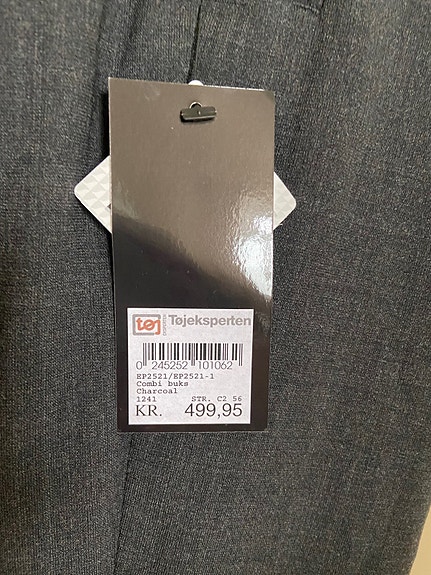 tøj Tøjeksperten
0 245252 101062
EP2521/EP2521-1
Combi buks
Charcoal
1241 STR. C2 56
KR. 499,95